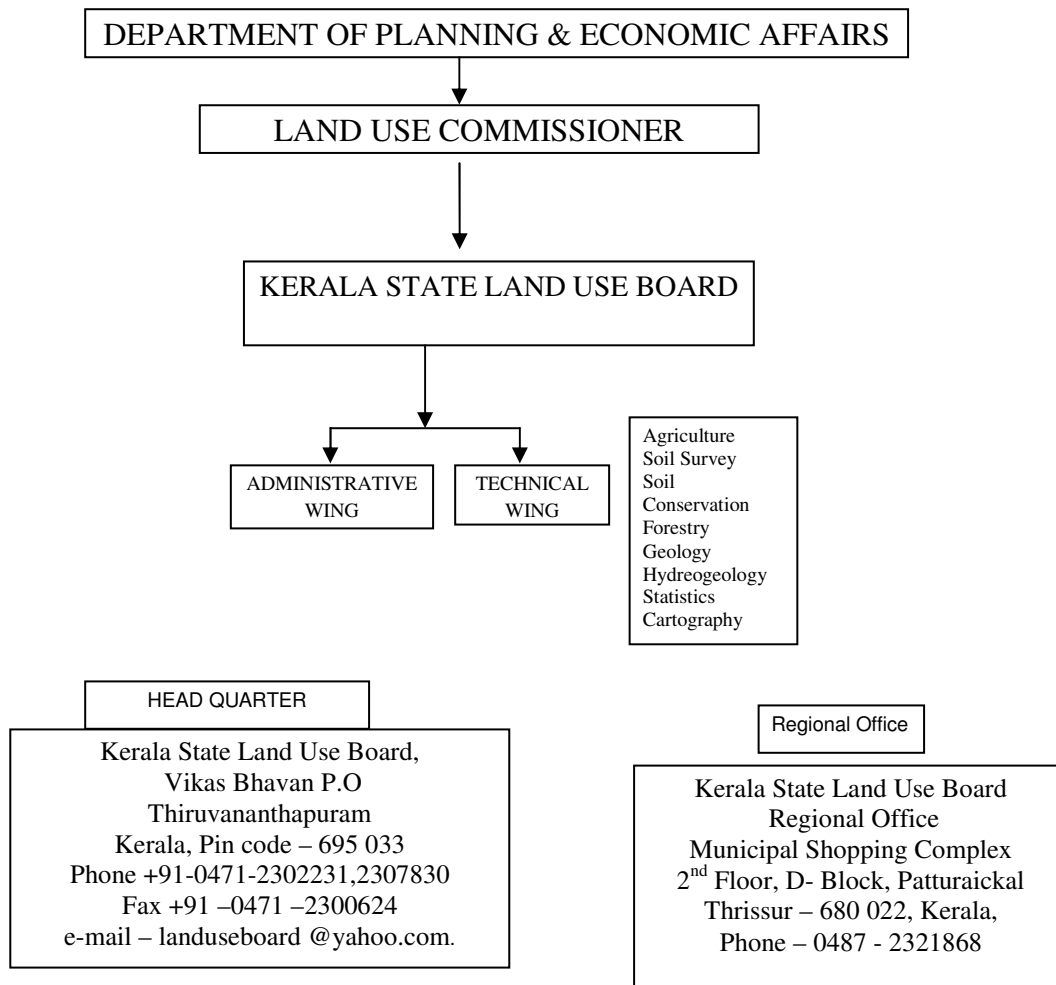 DEPARTMENT OF PLANNING & ECONOMIC AFFAIRS
LAND USE COMMISSIONER
KERALA STATE LAND USE BOARD
ADMINISTRATIVE
WING
TECHNICAL
WING
Agriculture
Soil Survey
Soil
Conservation
Forestry
Geology
Hydreogeology
Statistics
Cartography
HEAD QUARTER
Kerala State Land Use Board,
Vikas Bhavan P.O
Thiruvananthapuram
Kerala, Pin code – 695 033
Phone +91-0471-2302231,2307830
Fax +91 –0471 –2300624
e-mail – landuseboard @yahoo.com.
Regional Office
Kerala State Land Use Board
Regional Office
Municipal Shopping Complex
2nd Floor, D- Block, Patturaickal
Thrissur – 680 022, Kerala,
Phone – 0487 - 2321868